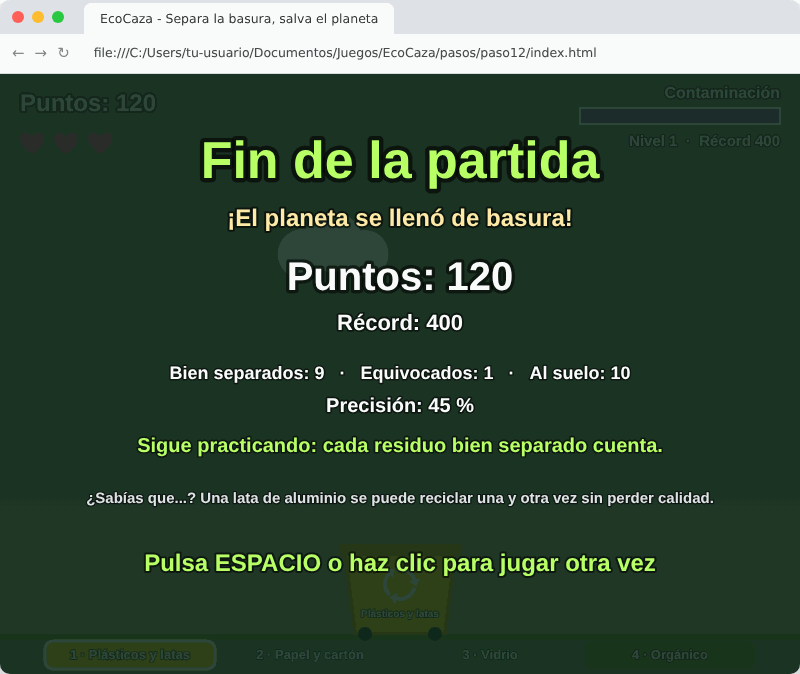 EcoCaza - Separa la basura, salva el planeta
file:///C:/Users/tu-usuario/Documentos/Juegos/EcoCaza/pasos/paso12/index.html
Puntos: 120
Contaminación
Nivel 1 · Récord 400
Fin de la partida
¡El planeta se llenó de basura!
Puntos: 120
Récord: 400
Bien separados: 9 · Equivocados: 1 · Al suelo: 10
Precisión: 45 %
Sigue practicando: cada residuo bien separado cuenta.
¿Sabías que...? Una lata de aluminio se puede reciclar una y otra vez sin perder calidad.
Pulsa ESPACIO o haz clic para jugar otra vez
Plásticos y latas
1 · Plásticos y latas 2 · Papel y cartón 3 · Vidrio 4 · Orgánico